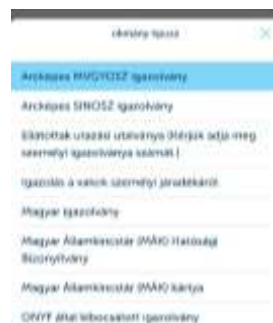 okmány típusa
Arcképes MVGYOSZ igazolvány
Arcképes SINOSZ igazolvány
Ellátottak utazási utalványa (Kérjük adja meg
személyi igazolványa számát.)
Igazolás a vakok személyi járadékáról
Magyar igazolvány
Magyar Államkincstár (MÁK) Hatósági
Bizonyítvány
Magyar Államkincstár (MÁK) kártya
ONYF által kibocsátott igazolvány